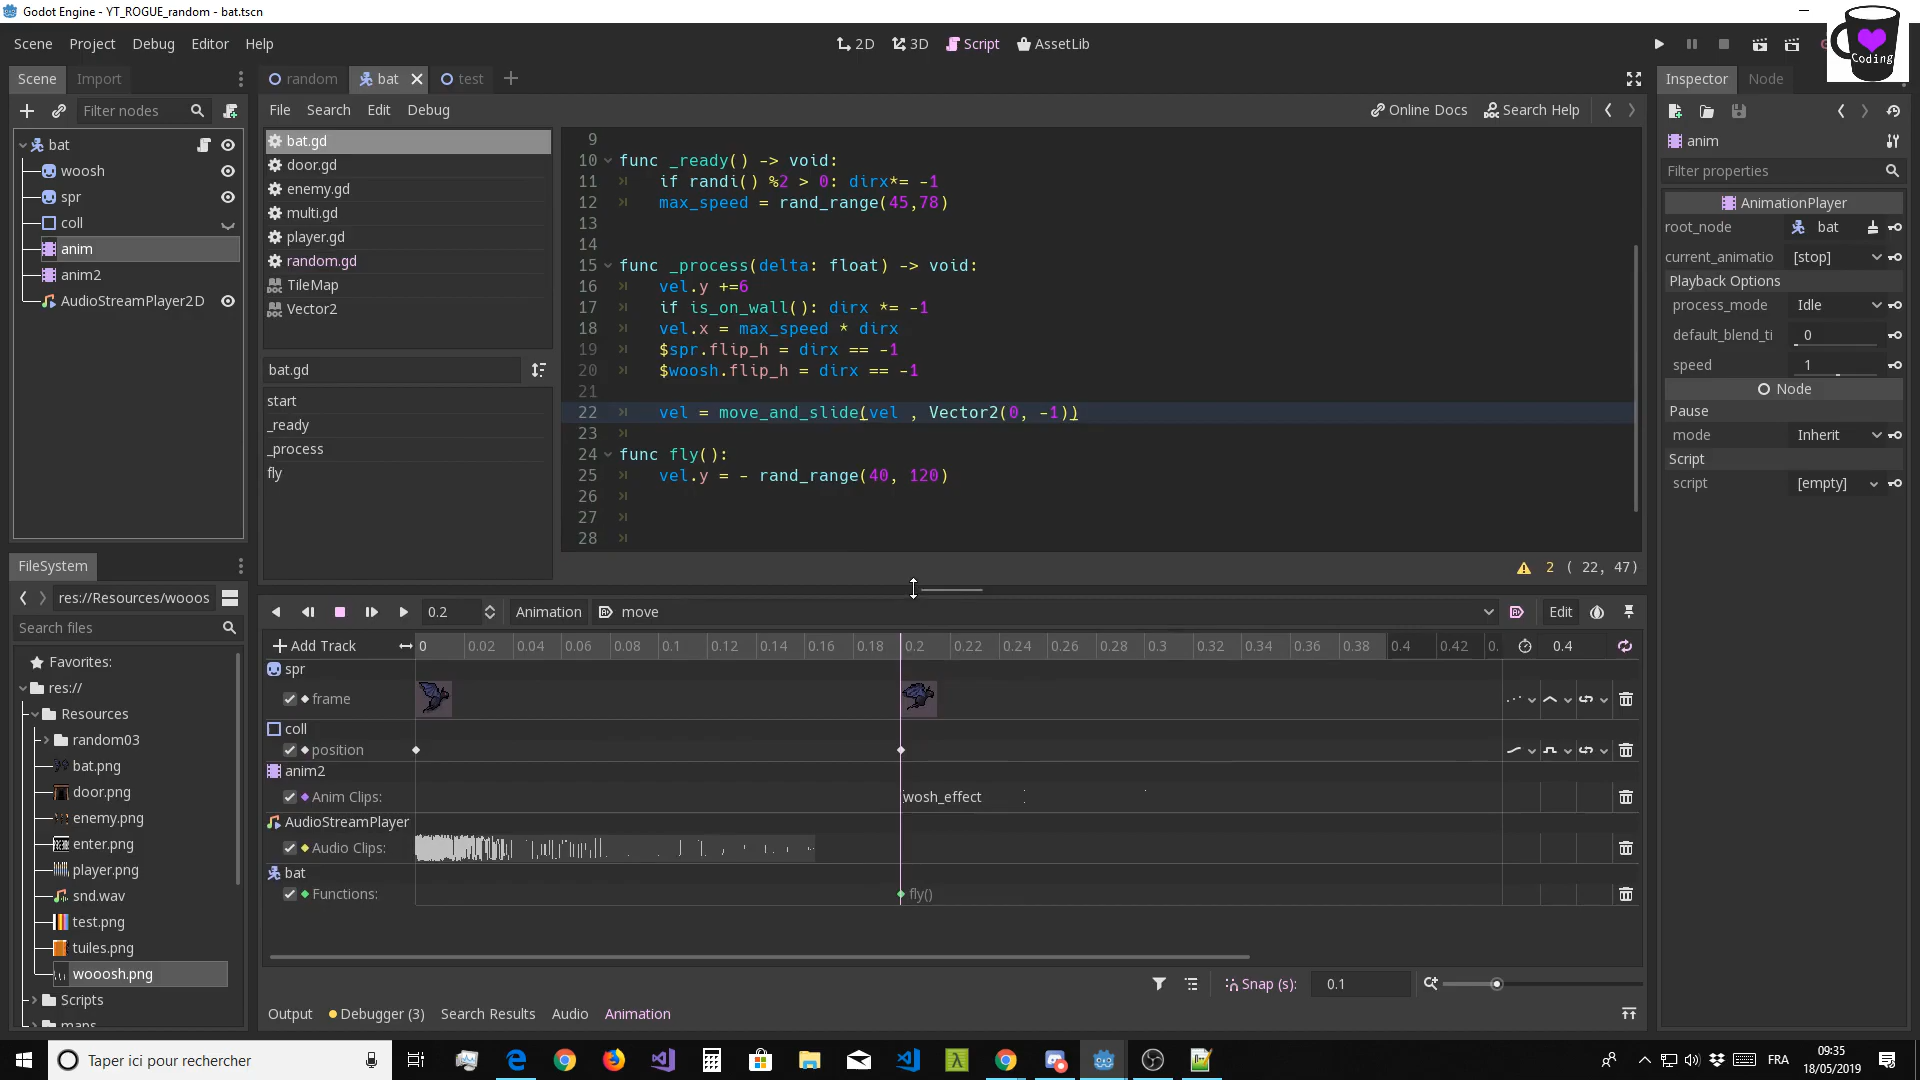 Godot Engine - YT_ROGUE_random - bat.tscn
Scene Project Debug Editor Help
2D 3D Script AssetLib
Coding
Scene Import
random bat test
Inspector Node
Filter nodes
File Search Edit Debug
Online Docs Search Help
bat
woosh
spr
coll
anim
anim2
AudioStreamPlayer2D
bat.gd
door.gd
enemy.gd
multi.gd
player.gd
random.gd
TileMap
Vector2
bat.gd
start
_ready
_process
fly
9
10 func _ready() -> void:
11 if randi() %2 > 0: dirx*= -1
12 max_speed = rand_range(45,78)
13
14
15 func _process(delta: float) -> void:
16 vel.y +=6
17 if is_on_wall(): dirx *= -1
18 vel.x = max_speed * dirx
19 $spr.flip_h = dirx == -1
20 $woosh.flip_h = dirx == -1
21
22 vel = move_and_slide(vel , Vector2(0, -1))
23
24 func fly():
25 vel.y = - rand_range(40, 120)
26
27
28
2 ( 22, 47)
anim
Filter properties
AnimationPlayer
root_node bat
current_animatio [stop]
Playback Options
process_mode Idle
default_blend_ti 0
speed 1
Node
Pause
mode Inherit
Script
script [empty]
FileSystem
res://Resources/wooos
Search files
Favorites:
res://
Resources
random03
bat.png
door.png
enemy.png
enter.png
player.png
snd.wav
test.png
tuiles.png
wooosh.png
Scripts
maps
0.2 Animation move Edit
Add Track 0 0.02 0.04 0.06 0.08 0.1 0.12 0.14 0.16 0.18 0.2 0.22 0.24 0.26 0.28 0.3 0.32 0.34 0.36 0.38 0.4 0.42 0. 0.4
spr
frame
coll
position
anim2
Anim Clips: wosh_effect
AudioStreamPlayer
Audio Clips:
bat
Functions: fly()
Snap (s): 0.1
Output Debugger (3) Search Results Audio Animation
Taper ici pour rechercher
FRA
09:35
18/05/2019